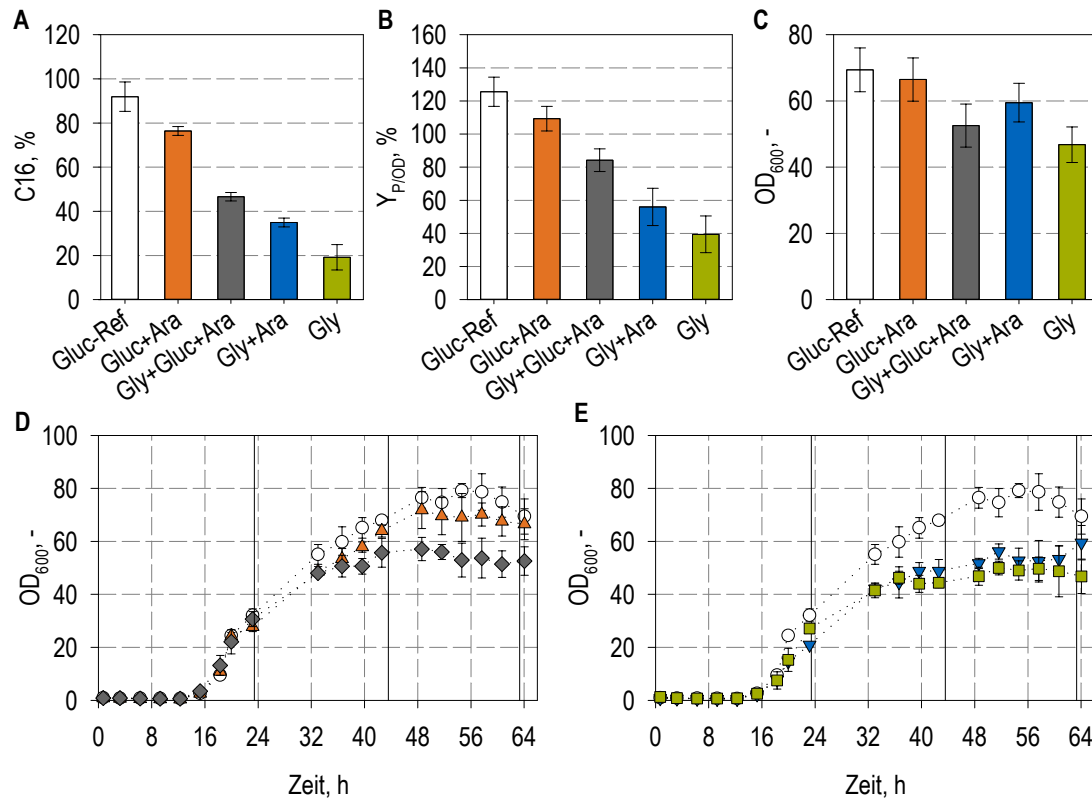 A
C16, %
120
100
80
60
40
20
0
Gluc-Ref
Gluc+Ara
Gly+Gluc+Ara
Gly+Ara
Gly
B
Y_P/OD, %
160
140
120
100
80
60
40
20
0
Gluc-Ref
Gluc+Ara
Gly+Gluc+Ara
Gly+Ara
Gly
C
OD_600, -
80
60
40
20
0
Gluc-Ref
Gluc+Ara
Gly+Gluc+Ara
Gly+Ara
Gly
D
OD_600, -
100
80
60
40
20
0
0 8 16 24 32 40 48 56 64
Zeit, h
E
OD_600, -
100
80
60
40
20
0
0 8 16 24 32 40 48 56 64
Zeit, h